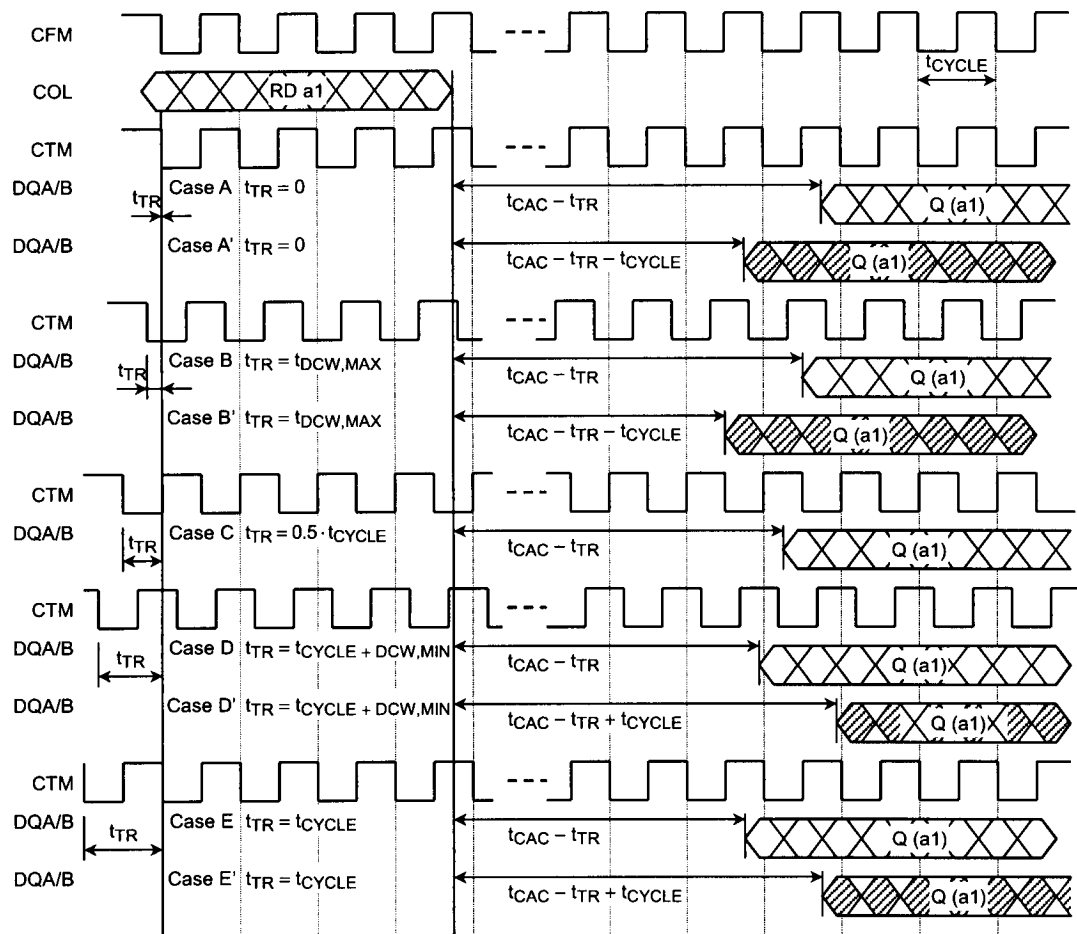 CFM
tCYCLE
COL RD a1
CTM
DQA/B Case A tTR = 0
tTR tCAC – tTR Q (a1)
DQA/B Case A' tTR = 0
tCAC – tTR – tCYCLE Q (a1)
CTM
DQA/B Case B tTR = tDCW,MAX
tTR tCAC – tTR Q (a1)
DQA/B Case B' tTR = tDCW,MAX
tCAC – tTR – tCYCLE Q (a1)
CTM
DQA/B Case C tTR = 0.5 · tCYCLE
tTR tCAC – tTR Q (a1)
CTM
DQA/B Case D tTR = tCYCLE + DCW,MIN
tTR tCAC – tTR Q (a1)
DQA/B Case D' tTR = tCYCLE + DCW,MIN
tCAC – tTR + tCYCLE Q (a1)
CTM
DQA/B Case E tTR = tCYCLE
tTR tCAC – tTR Q (a1)
DQA/B Case E' tTR = tCYCLE
tCAC – tTR + tCYCLE Q (a1)